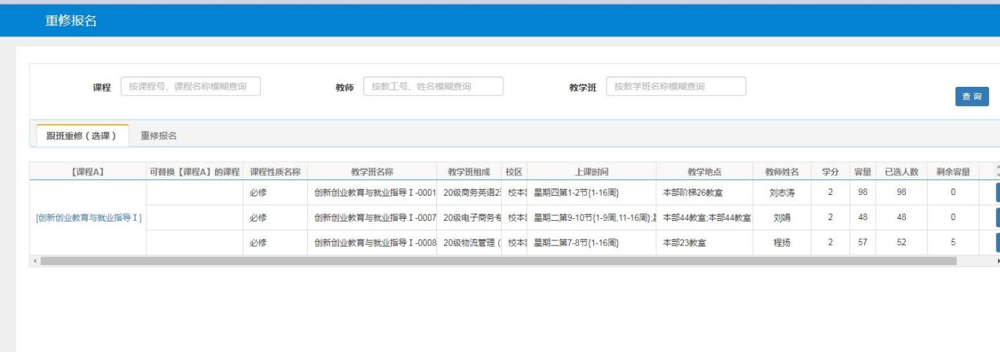 重修报名
课程 按课程号、课程名称模糊查询 教师 按教工号、姓名模糊查询 教学班 按教学班名称模糊查询
查 询
跟班重修（选课） 重修报名
【课程A】 可替换【课程A】的课程 课程性质名称 教学班名称 教学班组成 校区 上课时间 教学地点 教师姓名 学分 容量 已选人数 剩余容量
必修 创新创业教育与就业指导Ⅰ-0001 20级商务英语2 校本 星期四第1-2节{1-16周} 本部阶梯26教室 刘志涛 2 98 98 0
[创新创业教育与就业指导Ⅰ] 必修 创新创业教育与就业指导Ⅰ-0007 20级电子商务专 校本 星期二第9-10节{1-9周,11-16周}; 本部44教室;本部44教室 刘娟 2 48 48 0
必修 创新创业教育与就业指导Ⅰ-0008 20级物流管理（ 校本 星期二第7-8节{1-16周} 本部23教室 程扬 2 57 52 5